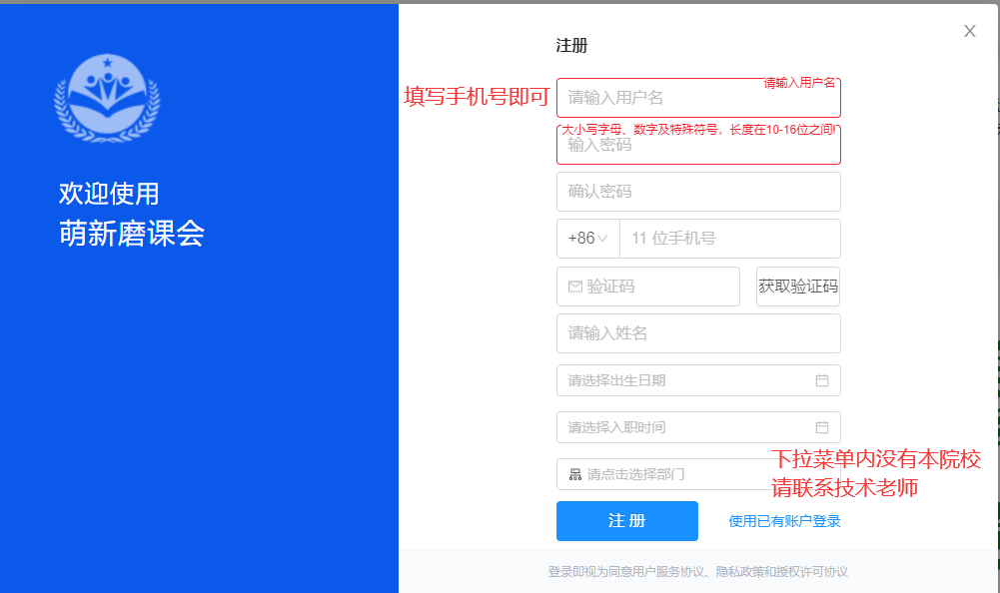 注册
X
填写手机号即可
请输入用户名
请输入用户名
大小写字母、数字及特殊符号，长度在10-16位之间!
输入密码
确认密码
+86
11 位手机号
验证码
获取验证码
请输入姓名
请选择出生日期
请选择入职时间
请点击选择部门
下拉菜单内没有本院校
请联系技术老师
注 册
使用已有账户登录
登录即视为同意用户服务协议、隐私政策和授权许可协议
欢迎使用
萌新磨课会